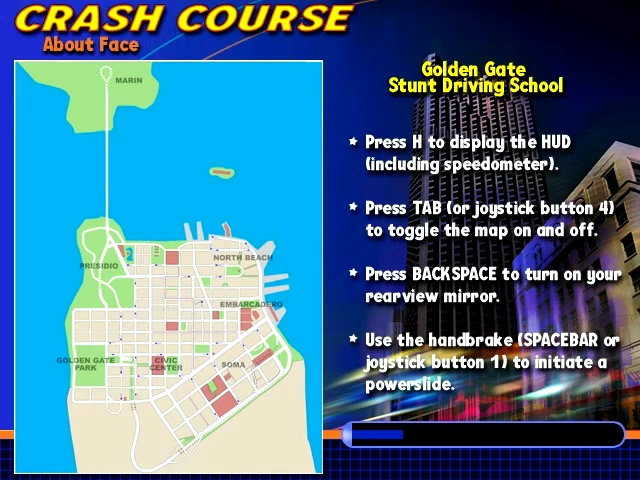 CRASH COURSE
About Face
Golden Gate
Stunt Driving School
MARIN
PRESIDIO
NORTH BEACH
EMBARCADERO
GOLDEN GATE
PARK
CIVIC
CENTER
SOMA
Press H to display the HUD
(including speedometer).
Press TAB (or joystick button 4)
to toggle the map on and off.
Press BACKSPACE to turn on your
rearview mirror.
Use the handbrake (SPACEBAR or
joystick button 1) to initiate a
powerslide.